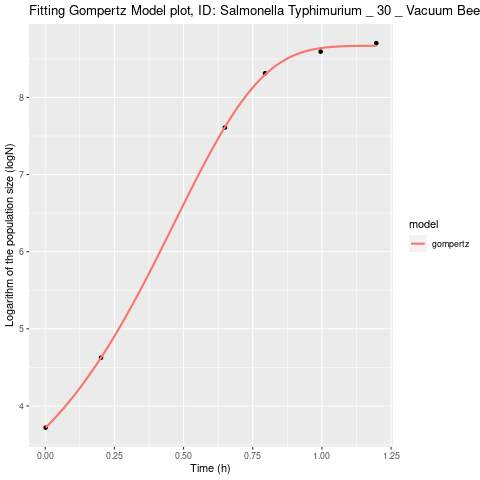 Fitting Gompertz Model plot, ID: Salmonella Typhimurium _ 30 _ Vacuum Bee
Logarithm of the population size (logN)
8
7
6
5
4
0.00 0.25 0.50 0.75 1.00 1.25
Time (h)
model
gompertz